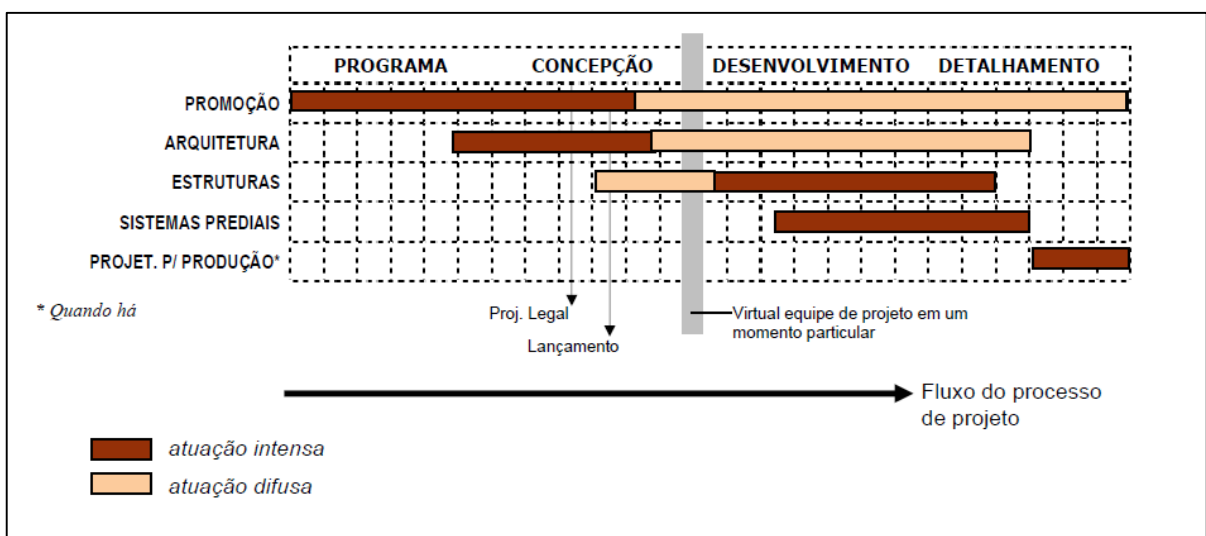 PROGRAMA CONCEPÇÃO DESENVOLVIMENTO DETALHAMENTO
PROMOÇÃO
ARQUITETURA
ESTRUTURAS
SISTEMAS PREDIAIS
PROJET. P/ PRODUÇÃO*
* Quando há
Proj. Legal
Lançamento
Virtual equipe de projeto em um
momento particular
Fluxo do processo
de projeto
atuação intensa
atuação difusa